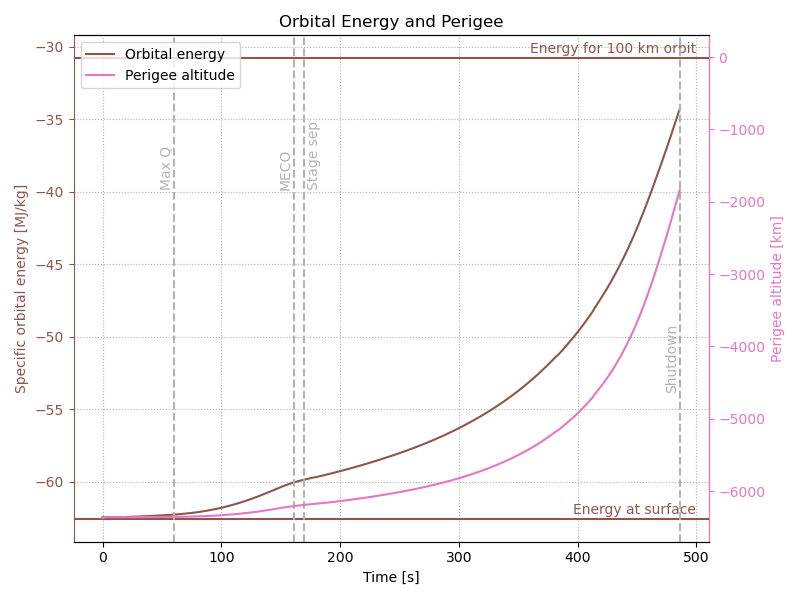 Orbital Energy and Perigee
Orbital energy
Perigee altitude
Energy for 100 km orbit
Energy at surface
Max Q
MECO
Stage sep
Shutdown
Specific orbital energy [MJ/kg]
−30
−35
−40
−45
−50
−55
−60
Perigee altitude [km]
0
−1000
−2000
−3000
−4000
−5000
−6000
0
100
200
300
400
500
Time [s]